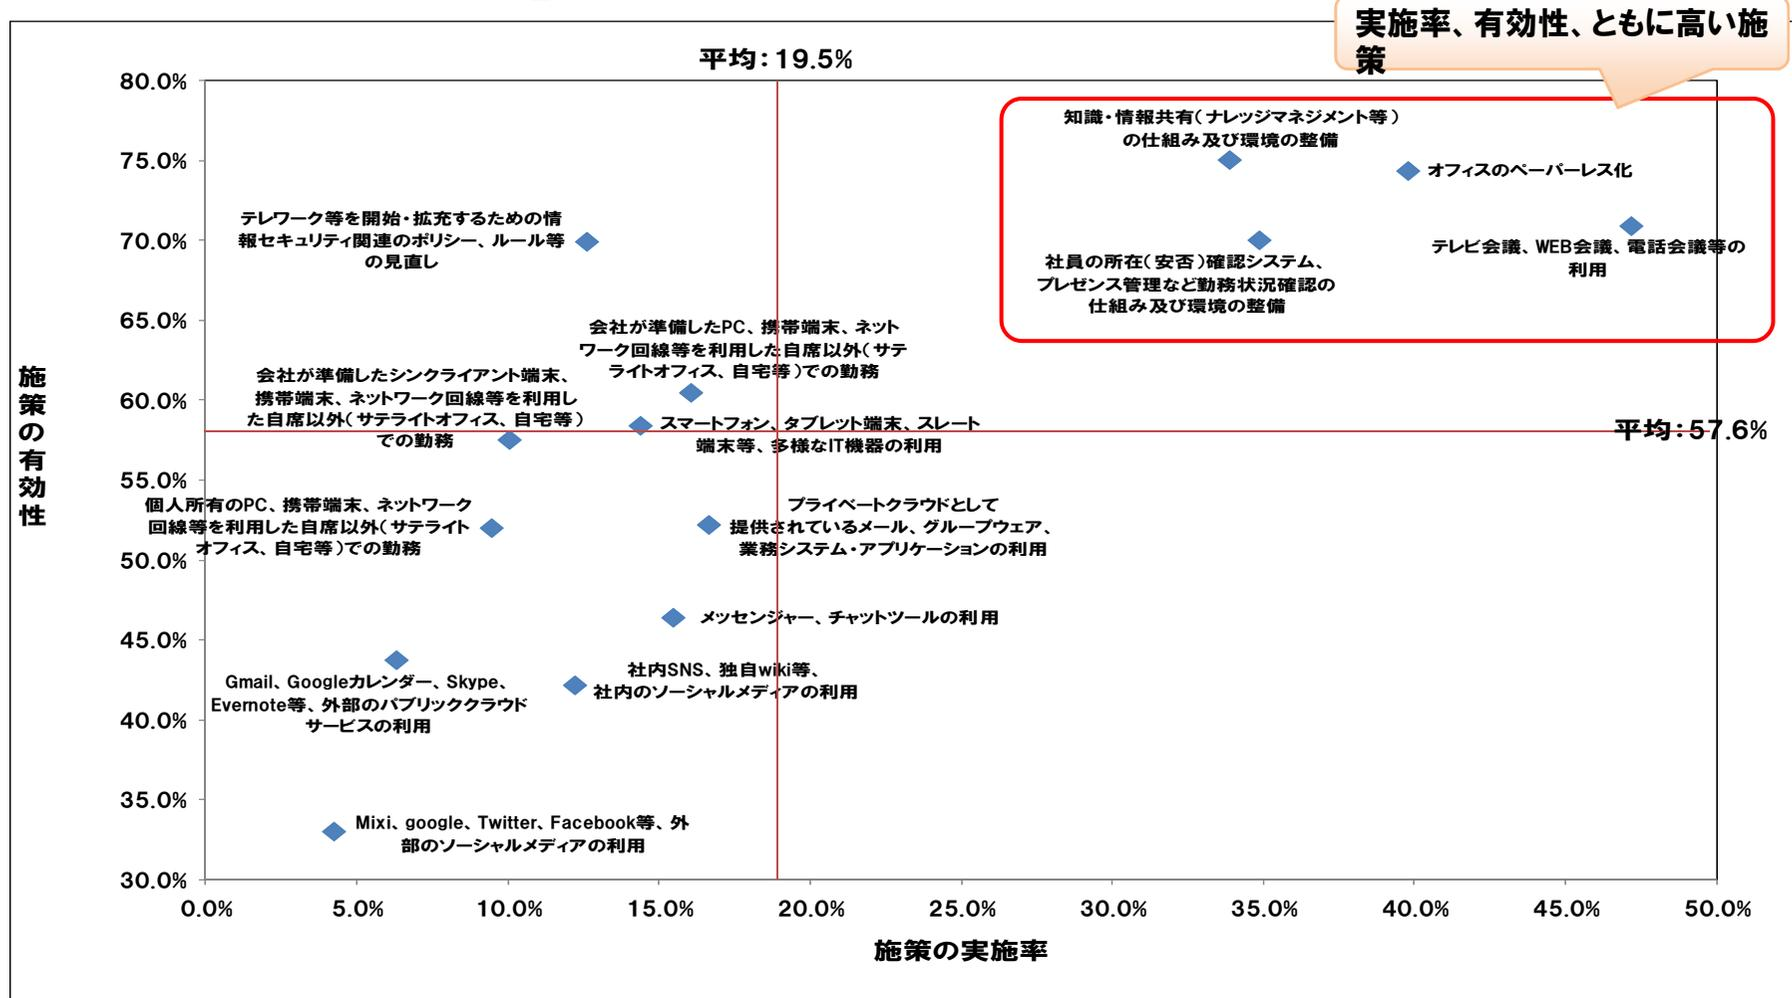 実施率、有効性、ともに高い施
策
平均：19.5%
80.0%
75.0%
70.0%
65.0%
60.0%
55.0%
50.0%
45.0%
40.0%
35.0%
30.0%
施策の有効性
知識・情報共有（ナレッジマネジメント等）
の仕組み及び環境の整備
オフィスのペーパーレス化
テレビ会議、WEB会議、電話会議等の
利用
社員の所在（安否）確認システム、
プレゼンス管理など勤務状況確認の
仕組み及び環境の整備
テレワーク等を開始・拡充するための情
報セキュリティ関連のポリシー、ルール等
の見直し
会社が準備したPC、携帯端末、ネット
ワーク回線等を利用した自席以外（サテ
ライトオフィス、自宅等）での勤務
会社が準備したシンクライアント端末、
携帯端末、ネットワーク回線等を利用し
た自席以外（サテライトオフィス、自宅等）
での勤務
スマートフォン、タブレット端末、スレート
端末等、多様なIT機器の利用
平均：57.6%
個人所有のPC、携帯端末、ネットワーク
回線等を利用した自席以外（サテライト
オフィス、自宅等）での勤務
プライベートクラウドとして
提供されているメール、グループウェア、
業務システム・アプリケーションの利用
メッセンジャー、チャットツールの利用
社内SNS、独自wiki等、
社内のソーシャルメディアの利用
Gmail、Googleカレンダー、Skype、
Evernote等、外部のパブリッククラウド
サービスの利用
Mixi、google、Twitter、Facebook等、外
部のソーシャルメディアの利用
0.0%
5.0%
10.0%
15.0%
20.0%
25.0%
30.0%
35.0%
40.0%
45.0%
50.0%
施策の実施率